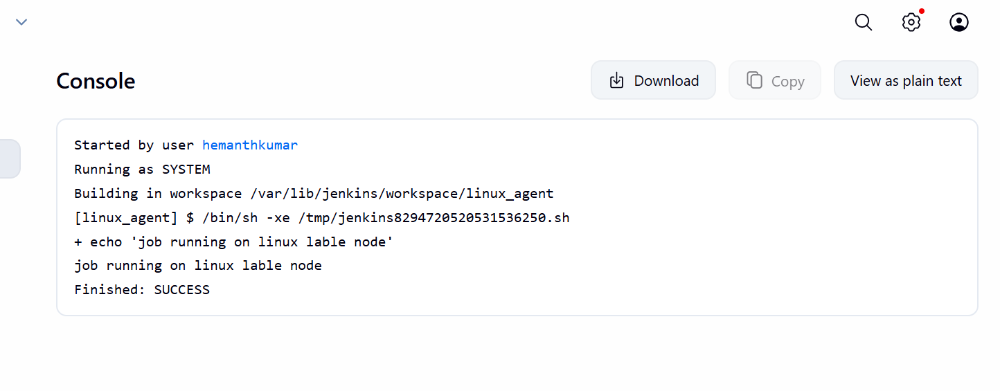 Console
Download
Copy
View as plain text
Started by user hemanthkumar
Running as SYSTEM
Building in workspace /var/lib/jenkins/workspace/linux_agent
[linux_agent] $ /bin/sh -xe /tmp/jenkins8294720520531536250.sh
+ echo 'job running on linux lable node'
job running on linux lable node
Finished: SUCCESS